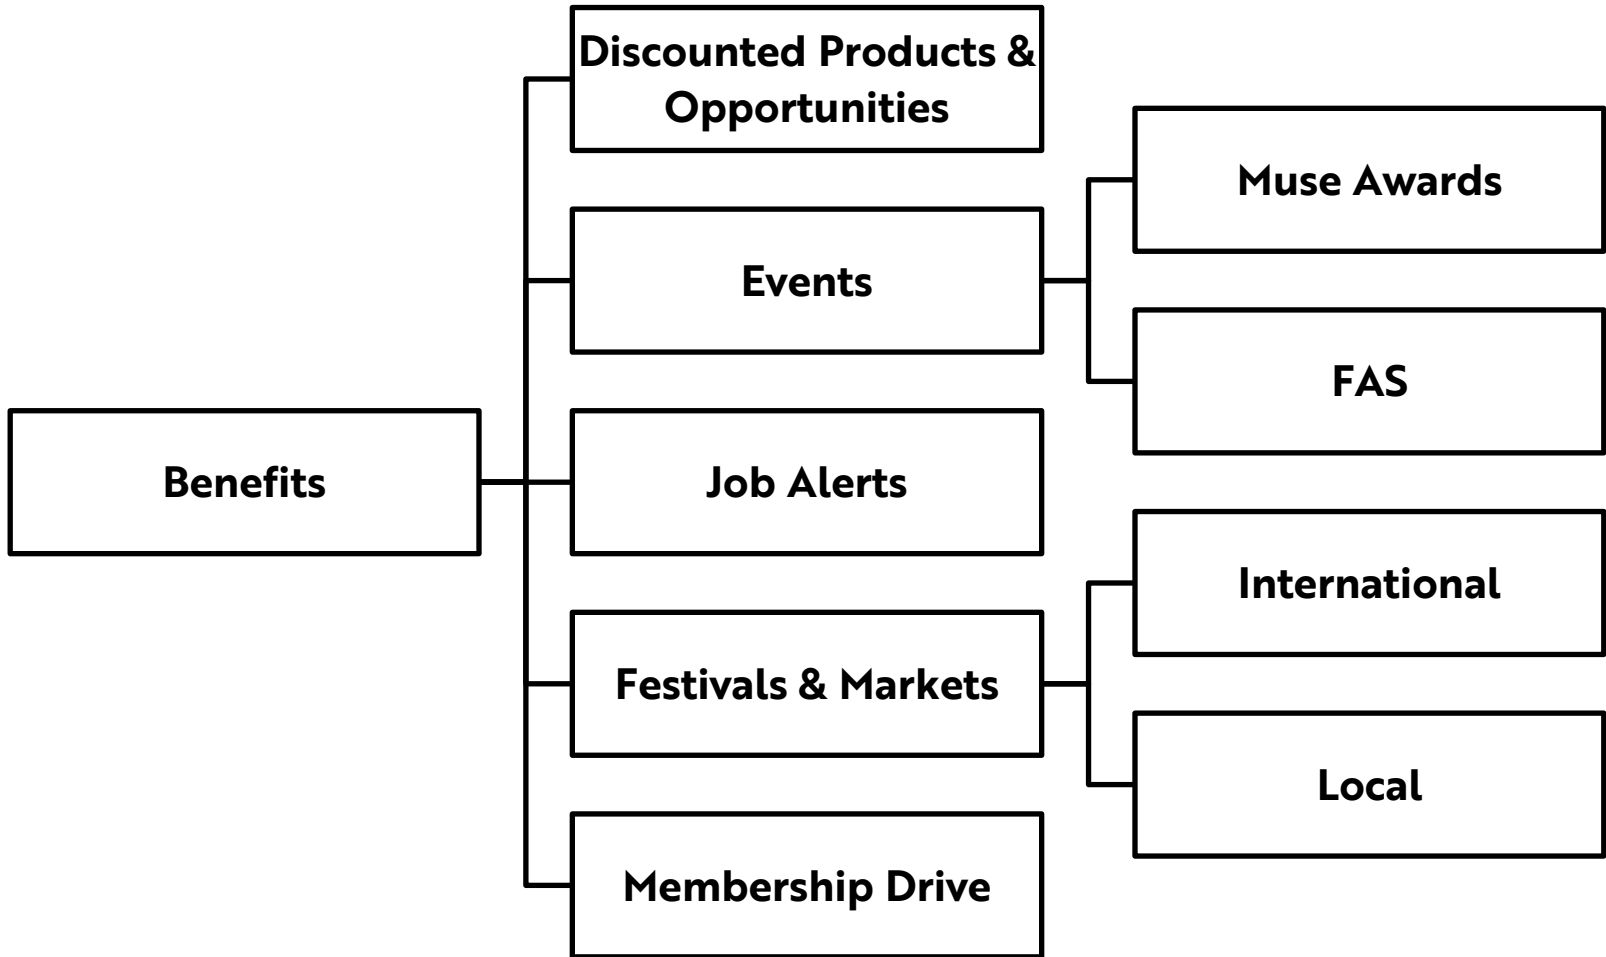 Discounted Products &
Opportunities
Muse Awards
Events
FAS
Benefits
Job Alerts
International
Festivals & Markets
Local
Membership Drive